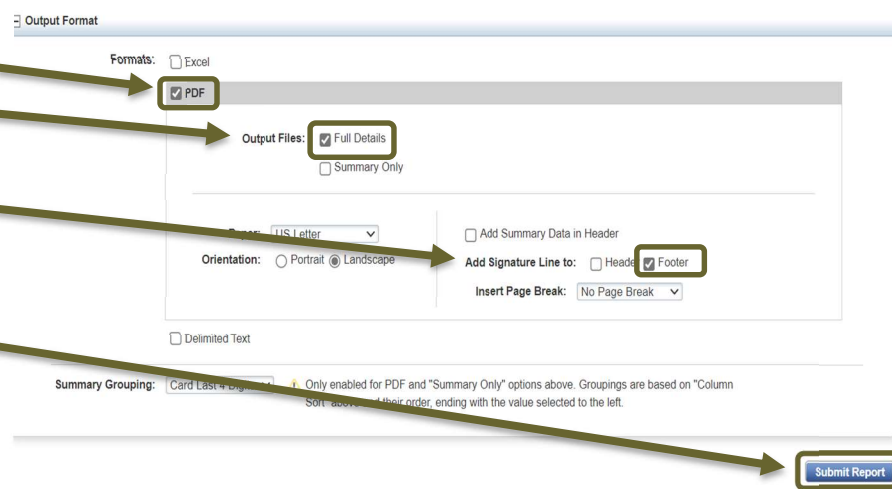 Output Format
Formats: Excel
PDF
Output Files: Full Details
Summary Only
Paper: US Letter
Add Summary Data in Header
Orientation: Portrait Landscape
Add Signature Line to: Heade Footer
Insert Page Break: No Page Break
Delimited Text
Summary Grouping: Card Last 4 Only enabled for PDF and "Summary Only" options above. Groupings are based on "Column
Sort" their order, ending with the value selected to the left.
Submit Report